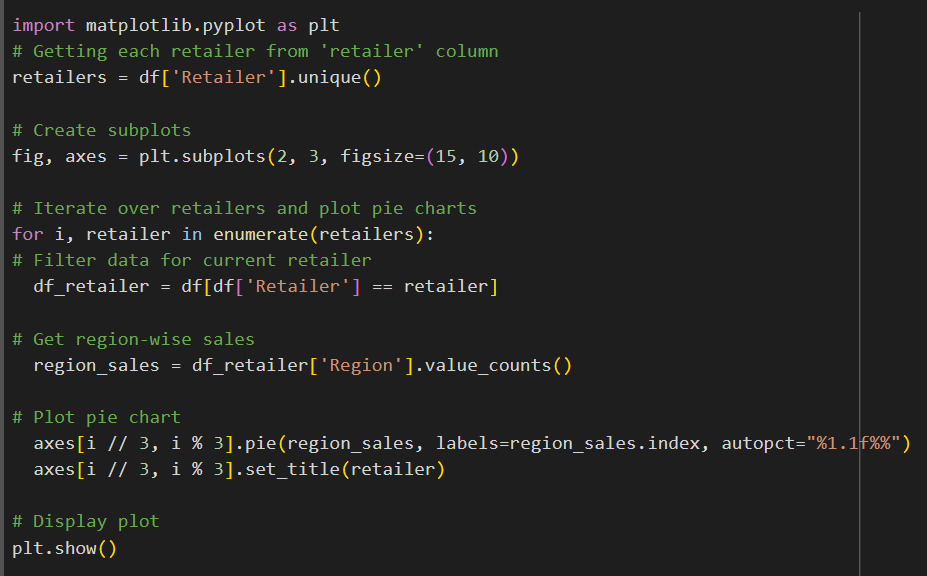 import matplotlib.pyplot as plt
# Getting each retailer from 'retailer' column
retailers = df['Retailer'].unique()

# Create subplots
fig, axes = plt.subplots(2, 3, figsize=(15, 10))

# Iterate over retailers and plot pie charts
for i, retailer in enumerate(retailers):
# Filter data for current retailer
  df_retailer = df[df['Retailer'] == retailer]

# Get region-wise sales
  region_sales = df_retailer['Region'].value_counts()

# Plot pie chart
  axes[i // 3, i % 3].pie(region_sales, labels=region_sales.index, autopct="%1.1f%%")
  axes[i // 3, i % 3].set_title(retailer)

# Display plot
plt.show()